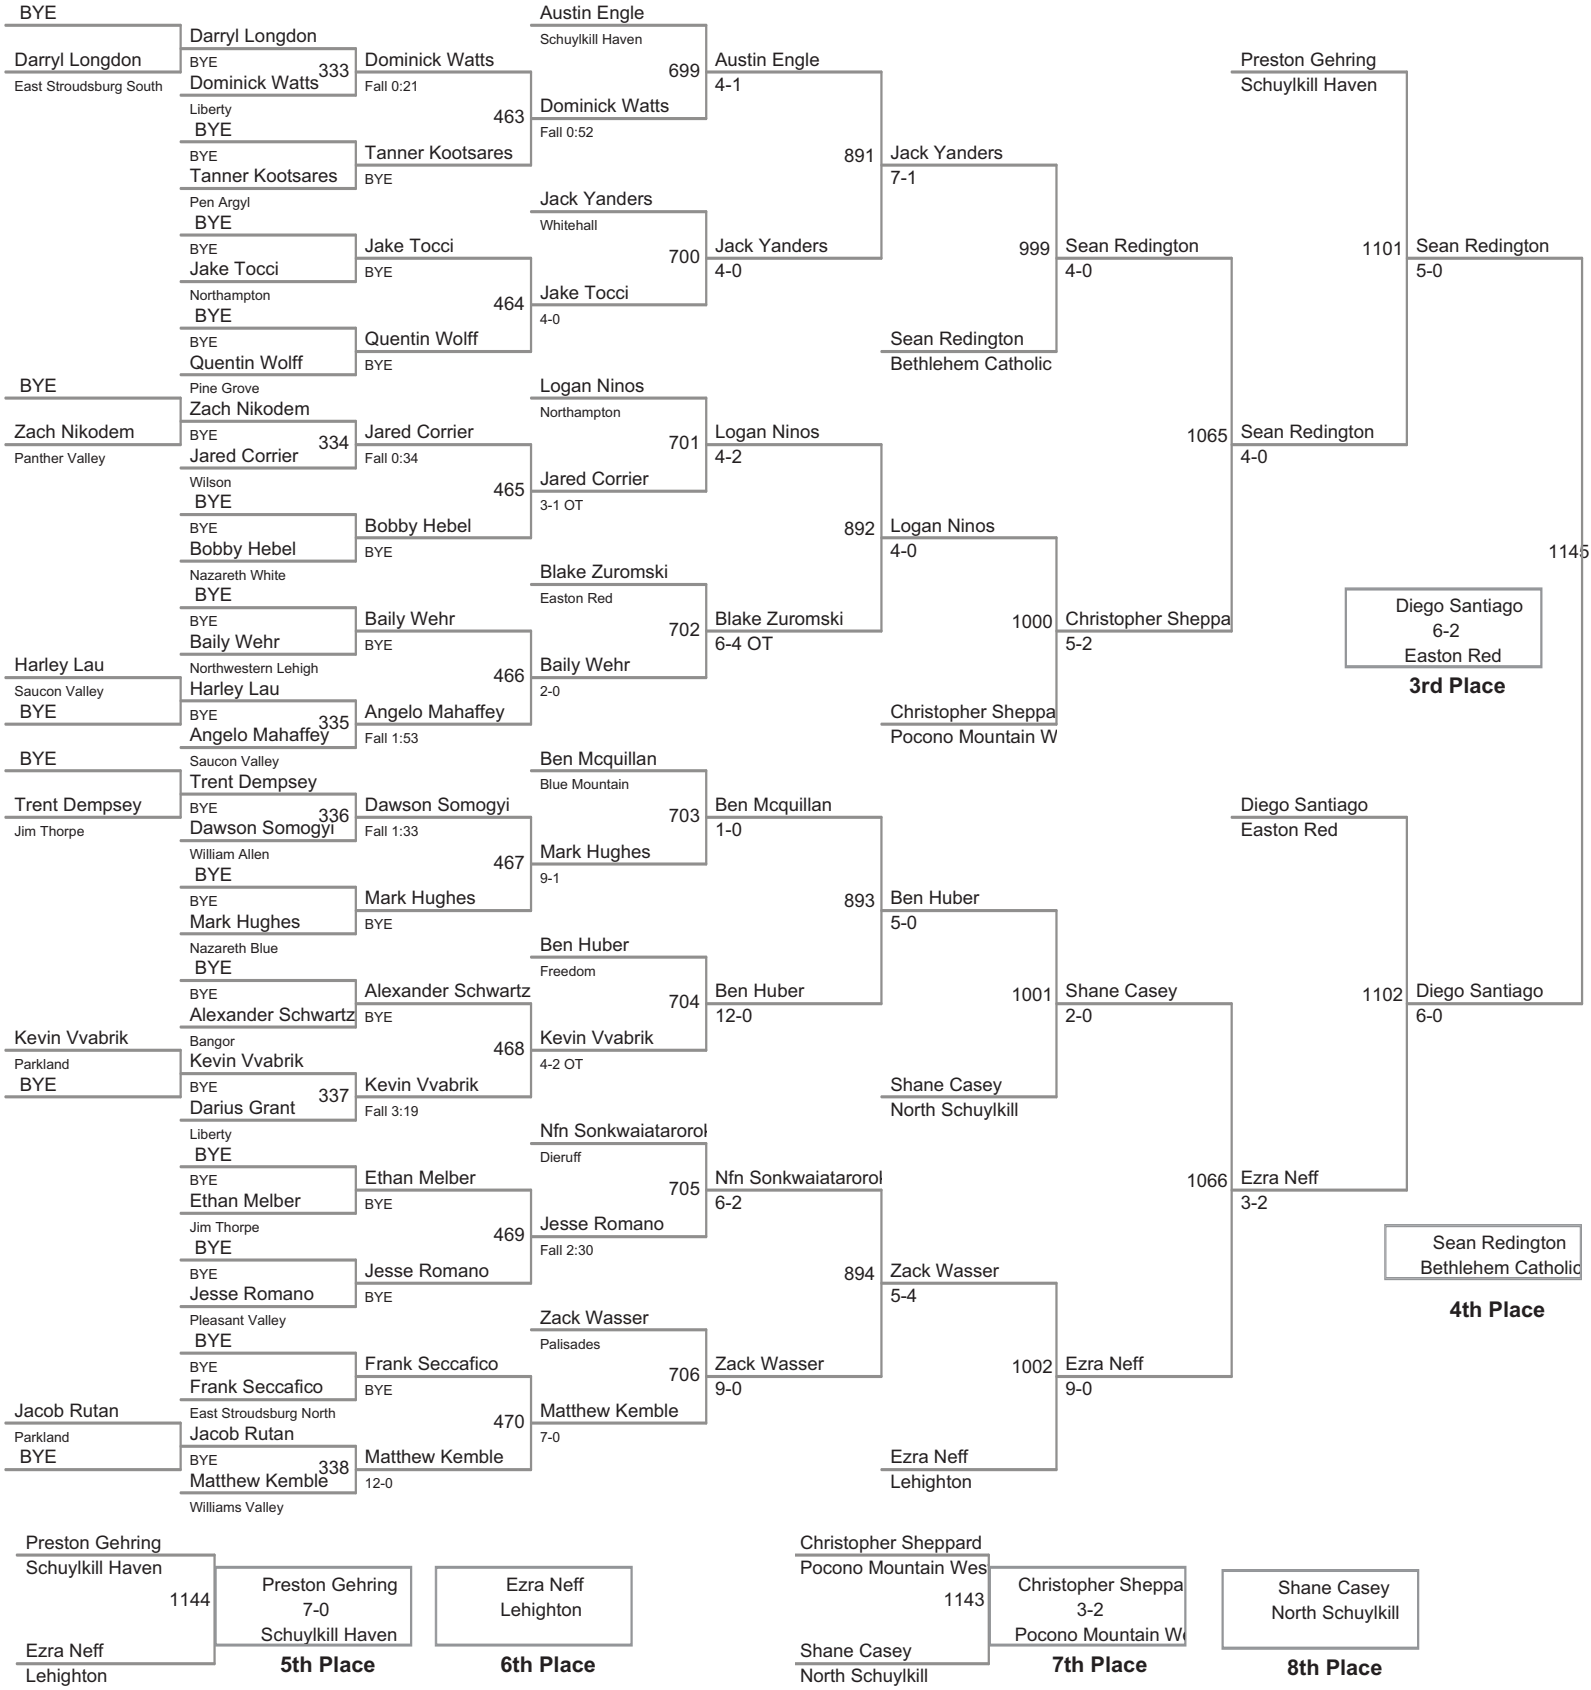 BYE
Darryl Longdon
East Stroudsburg South
BYE
Zach Nikodem
Panther Valley
Harley Lau
Saucon Valley
BYE
BYE
Trent Dempsey
Jim Thorpe
Kevin Vvabrik
Parkland
BYE
Jacob Rutan
Parkland
BYE
Darryl Longdon
BYE
333
Dominick Watts
Liberty
BYE
BYE
Tanner Kootsares
Pen Argyl
BYE
BYE
Jake Tocci
Northampton
BYE
BYE
Quentin Wolff
Pine Grove
Zach Nikodem
BYE
334
Jared Corrier
Wilson
BYE
BYE
Bobby Hebel
Nazareth White
BYE
BYE
Baily Wehr
Northwestern Lehigh
Harley Lau
BYE
335
Angelo Mahaffey
Saucon Valley
Trent Dempsey
BYE
336
Dawson Somogyi
William Allen
BYE
BYE
Mark Hughes
Nazareth Blue
BYE
BYE
Alexander Schwartz
Bangor
Kevin Vvabrik
BYE
337
Darius Grant
Liberty
BYE
BYE
Ethan Melber
Jim Thorpe
BYE
BYE
Jesse Romano
Pleasant Valley
BYE
BYE
Frank Seccafico
East Stroudsburg North
Jacob Rutan
BYE
338
Matthew Kemble
Williams Valley
Dominick Watts
Fall 0:21
463
Tanner Kootsares
BYE
Jake Tocci
BYE
464
Quentin Wolff
BYE
Jared Corrier
Fall 0:34
465
Bobby Hebel
BYE
Baily Wehr
BYE
466
Angelo Mahaffey
Fall 1:53
Dawson Somogyi
Fall 1:33
467
Mark Hughes
BYE
Alexander Schwartz
BYE
468
Kevin Vvabrik
Fall 3:19
Ethan Melber
BYE
469
Jesse Romano
BYE
Frank Seccafico
BYE
470
Matthew Kemble
12-0
Austin Engle
Schuylkill Haven
699
Dominick Watts
Fall 0:52
Jack Yanders
Whitehall
700
Jake Tocci
4-0
Logan Ninos
Northampton
701
Jared Corrier
3-1 OT
Blake Zuromski
Easton Red
702
Baily Wehr
2-0
Ben Mcquillan
Blue Mountain
703
Mark Hughes
9-1
Ben Huber
Freedom
704
Kevin Vvabrik
4-2 OT
Nfn Sonkwaiatarorol
Dieruff
705
Jesse Romano
Fall 2:30
Zack Wasser
Palisades
706
Matthew Kemble
7-0
Austin Engle
4-1
891
Jack Yanders
4-0
Logan Ninos
4-2
892
Blake Zuromski
6-4 OT
Ben Mcquillan
1-0
893
Ben Huber
12-0
Nfn Sonkwaiatarorol
6-2
894
Zack Wasser
9-0
Jack Yanders
7-1
999
Sean Redington
Bethlehem Catholic
Logan Ninos
4-0
1000
Christopher Sheppa
Pocono Mountain W
Ben Huber
5-0
1001
Shane Casey
North Schuylkill
Zack Wasser
5-4
1002
Ezra Neff
Lehighton
Sean Redington
4-0
1065
Christopher Sheppa
5-2
Shane Casey
2-0
1066
Ezra Neff
9-0
Preston Gehring
Schuylkill Haven
1101
Sean Redington
4-0
Diego Santiago
Easton Red
1102
Ezra Neff
3-2
Sean Redington
5-0
1145
Diego Santiago
6-0
Diego Santiago
6-2
Easton Red
3rd Place
Sean Redington
Bethlehem Catholic
4th Place
Preston Gehring
Schuylkill Haven
1144
Ezra Neff
Lehighton
Preston Gehring
7-0
Schuylkill Haven
5th Place
Ezra Neff
Lehighton
6th Place
Christopher Sheppard
Pocono Mountain Wes
1143
Shane Casey
North Schuylkill
Christopher Sheppa
3-2
Pocono Mountain We
7th Place
Shane Casey
North Schuylkill
8th Place